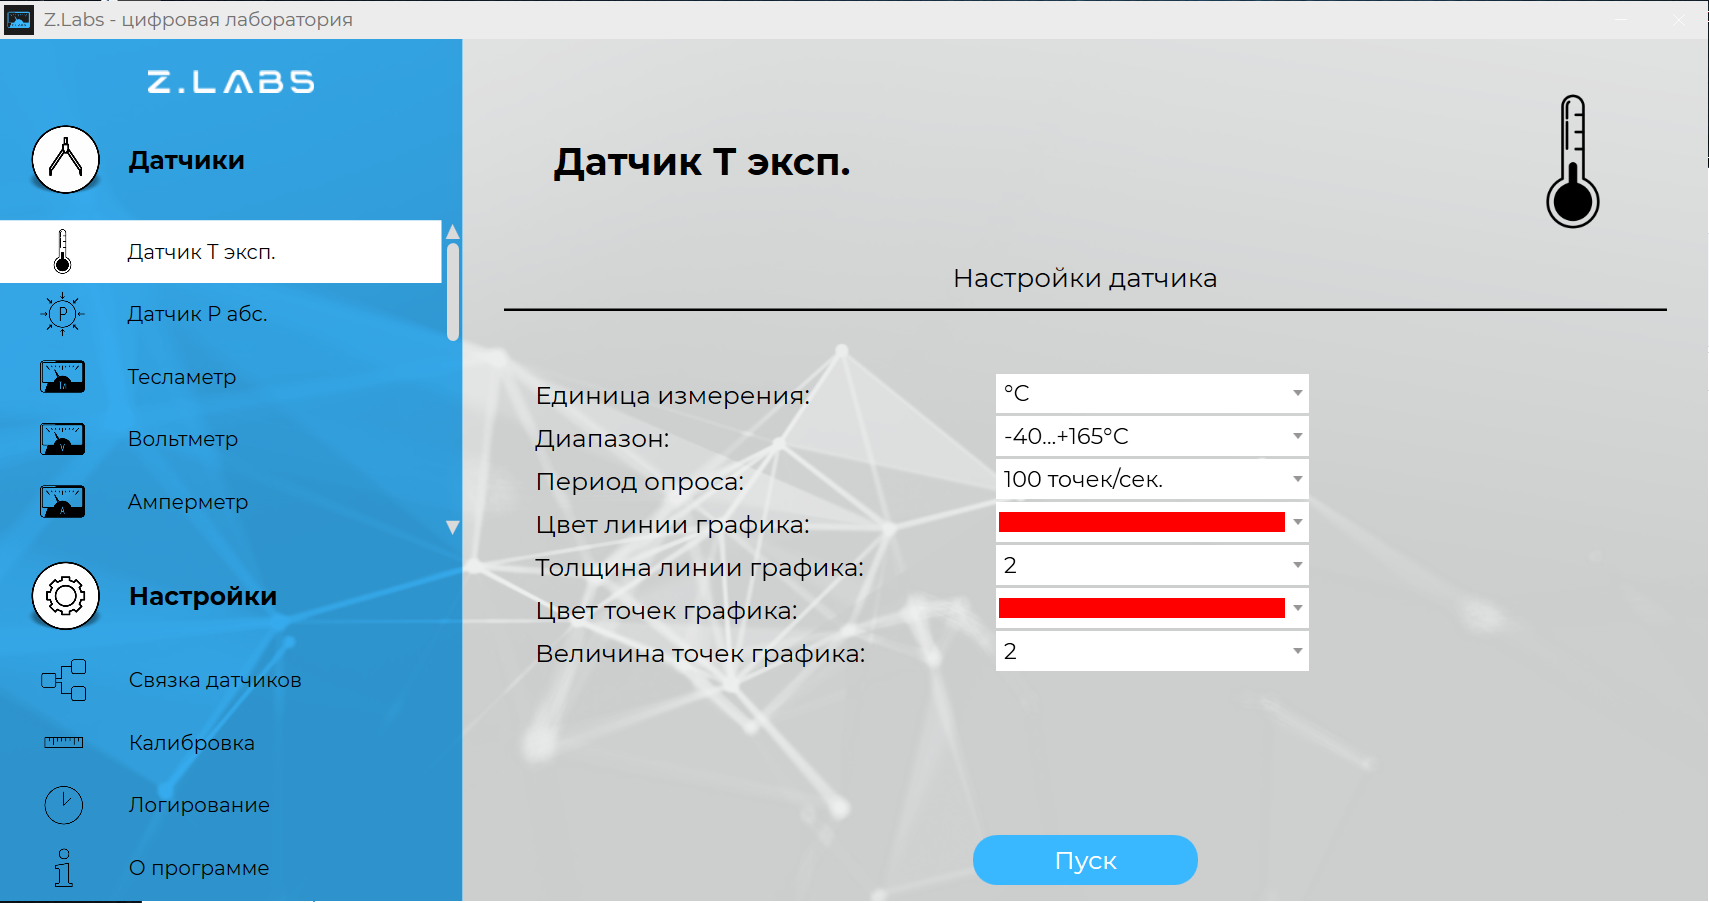 Z.Labs - цифровая лаборатория
Z.LABS
Датчики
Датчик Т эксп.
Датчик Р абс.
Тесламетр
Вольтметр
Амперметр
Настройки
Связка датчиков
Калибровка
Логирование
О программе
Датчик Т эксп.
Настройки датчика
Единица измерения: °C
Диапазон: -40...+165°C
Период опроса: 100 точек/сек.
Цвет линии графика:
Толщина линии графика: 2
Цвет точек графика:
Величина точек графика: 2
Пуск